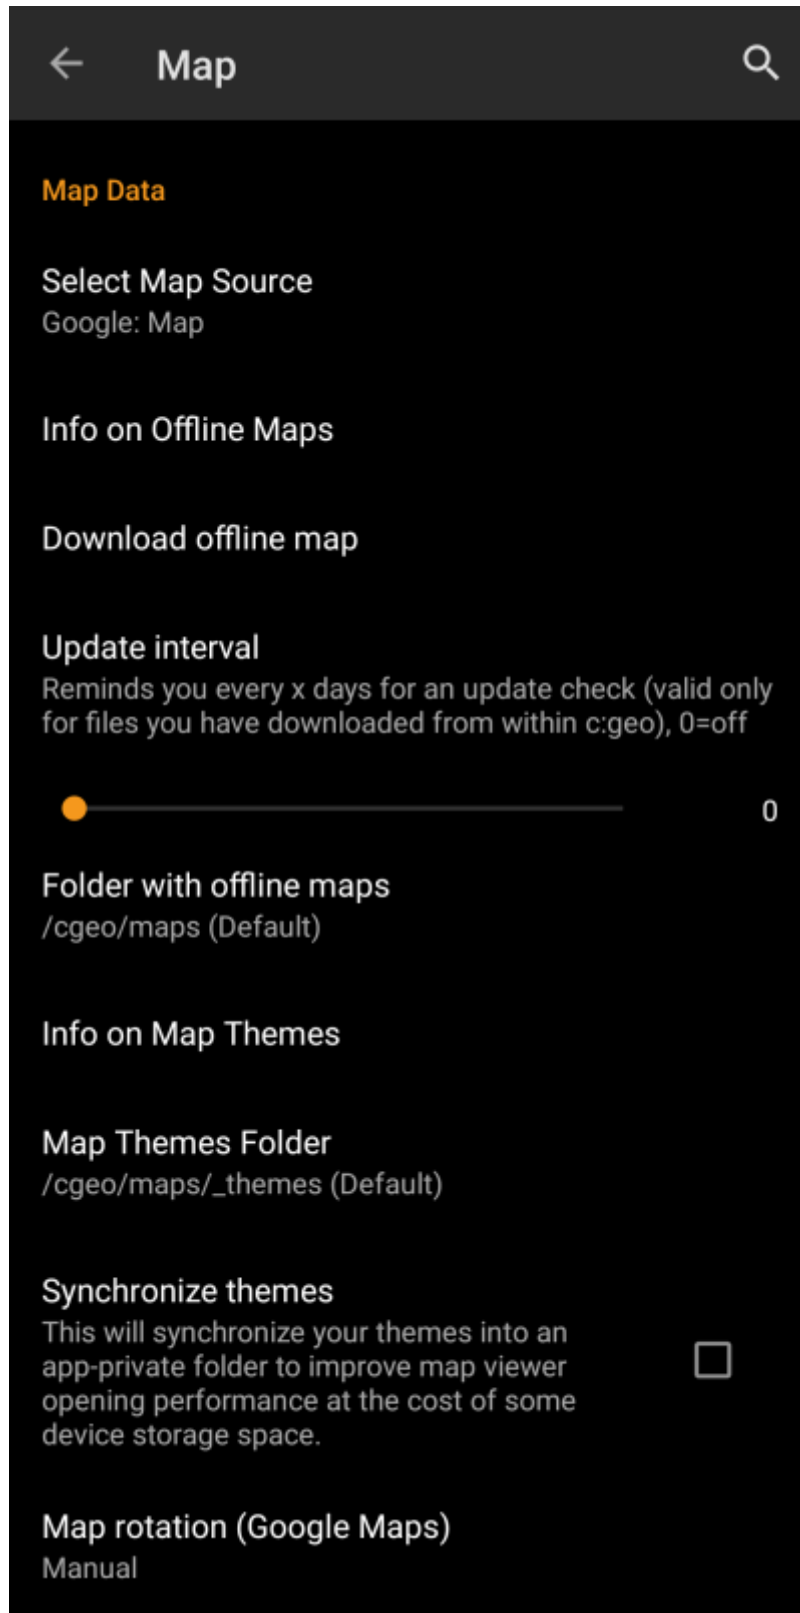 Map
Map Data
Select Map Source
Google: Map
Info on Offline Maps
Download offline map
Update interval
Reminds you every x days for an update check (valid only
for files you have downloaded from within c:geo), 0=off
0
Folder with offline maps
/cgeo/maps (Default)
Info on Map Themes
Map Themes Folder
/cgeo/maps/_themes (Default)
Synchronize themes
This will synchronize your themes into an
app-private folder to improve map viewer
opening performance at the cost of some
device storage space.
Map rotation (Google Maps)
Manual